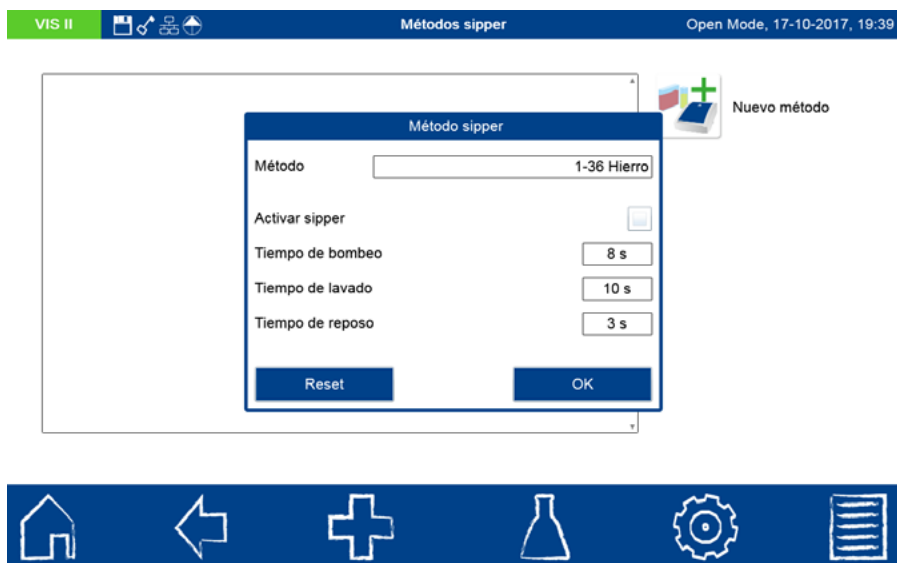 VIS II Métodos sipper Open Mode, 17-10-2017, 19:39
Nuevo método
Método sipper
Método 1-36 Hierro
Activar sipper
Tiempo de bombeo 8 s
Tiempo de lavado 10 s
Tiempo de reposo 3 s
Reset OK